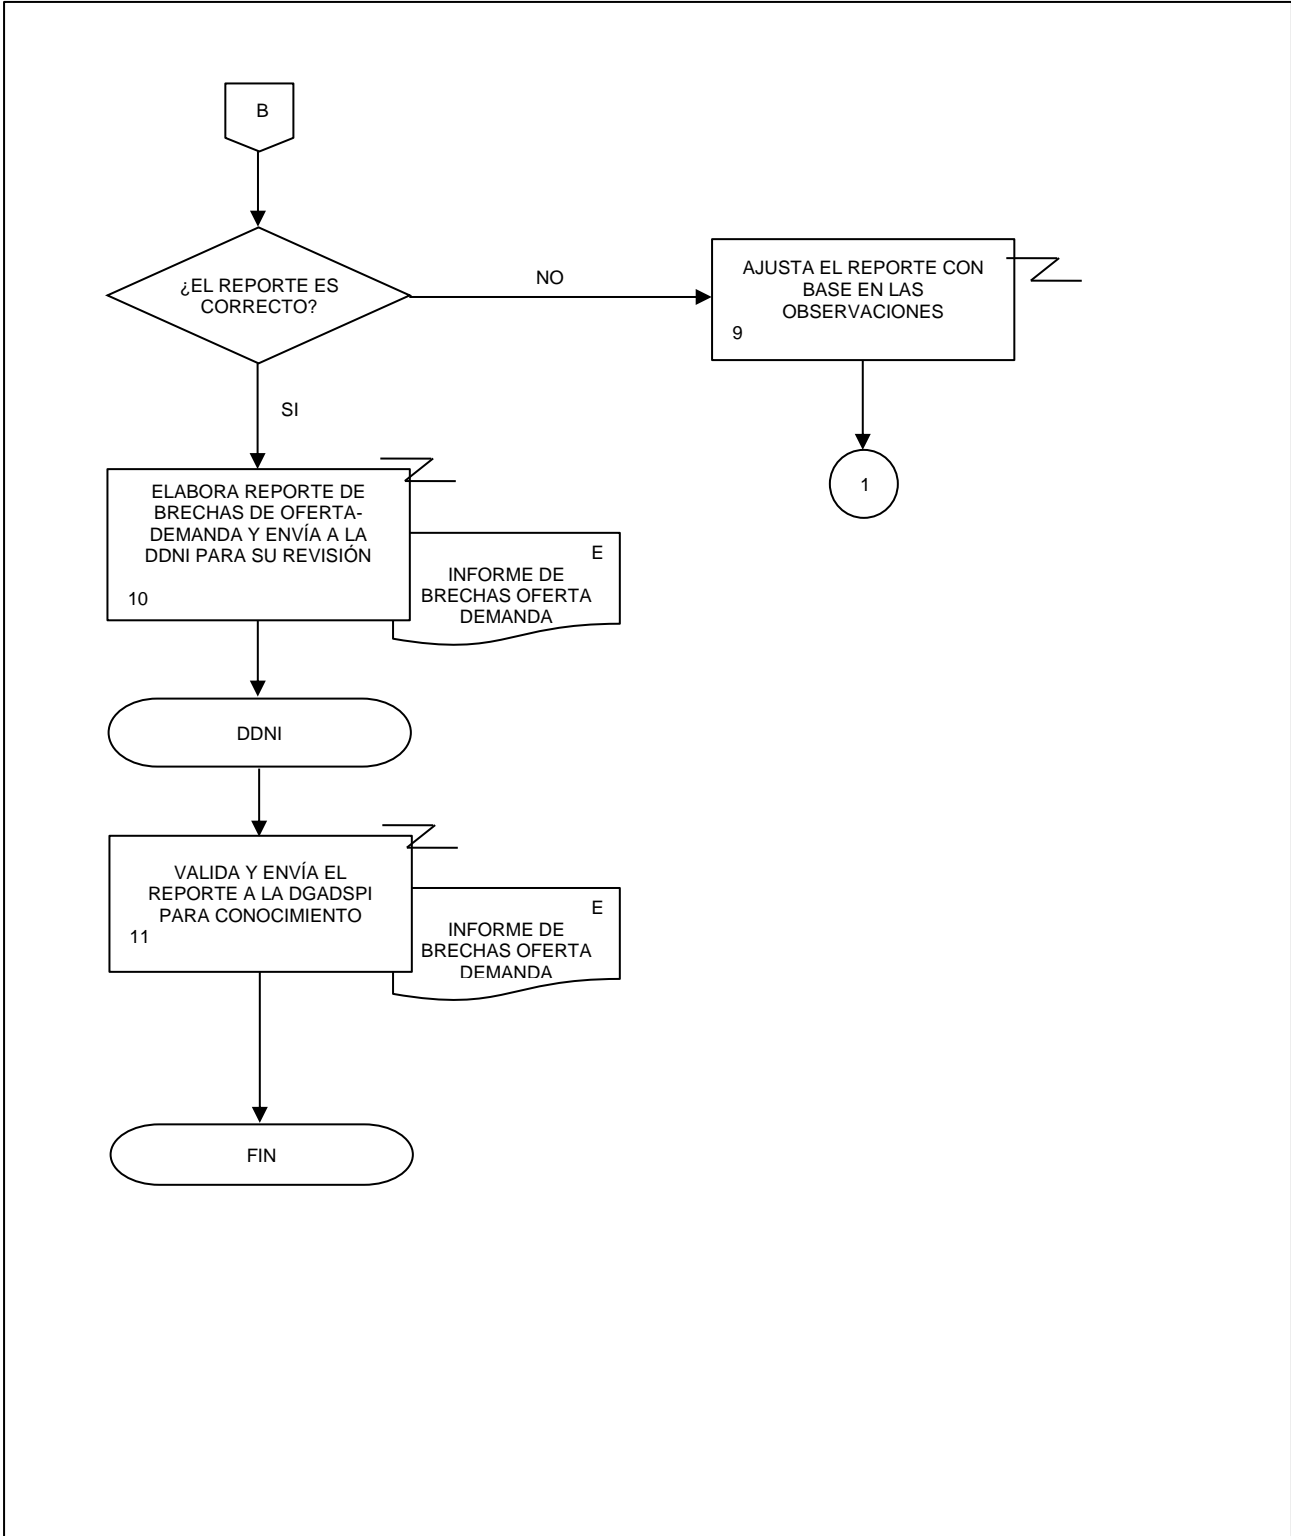 B
¿EL REPORTE ES
CORRECTO?
NO
AJUSTA EL REPORTE CON
BASE EN LAS
OBSERVACIONES
9
SI
1
ELABORA REPORTE DE
BRECHAS DE OFERTA-
DEMANDA Y ENVÍA A LA
DDNI PARA SU REVISIÓN
10
E
INFORME DE
BRECHAS OFERTA
DEMANDA
DDNI
VALIDA Y ENVÍA EL
REPORTE A LA DGADSPI
PARA CONOCIMIENTO
11
E
INFORME DE
BRECHAS OFERTA
DEMANDA
FIN